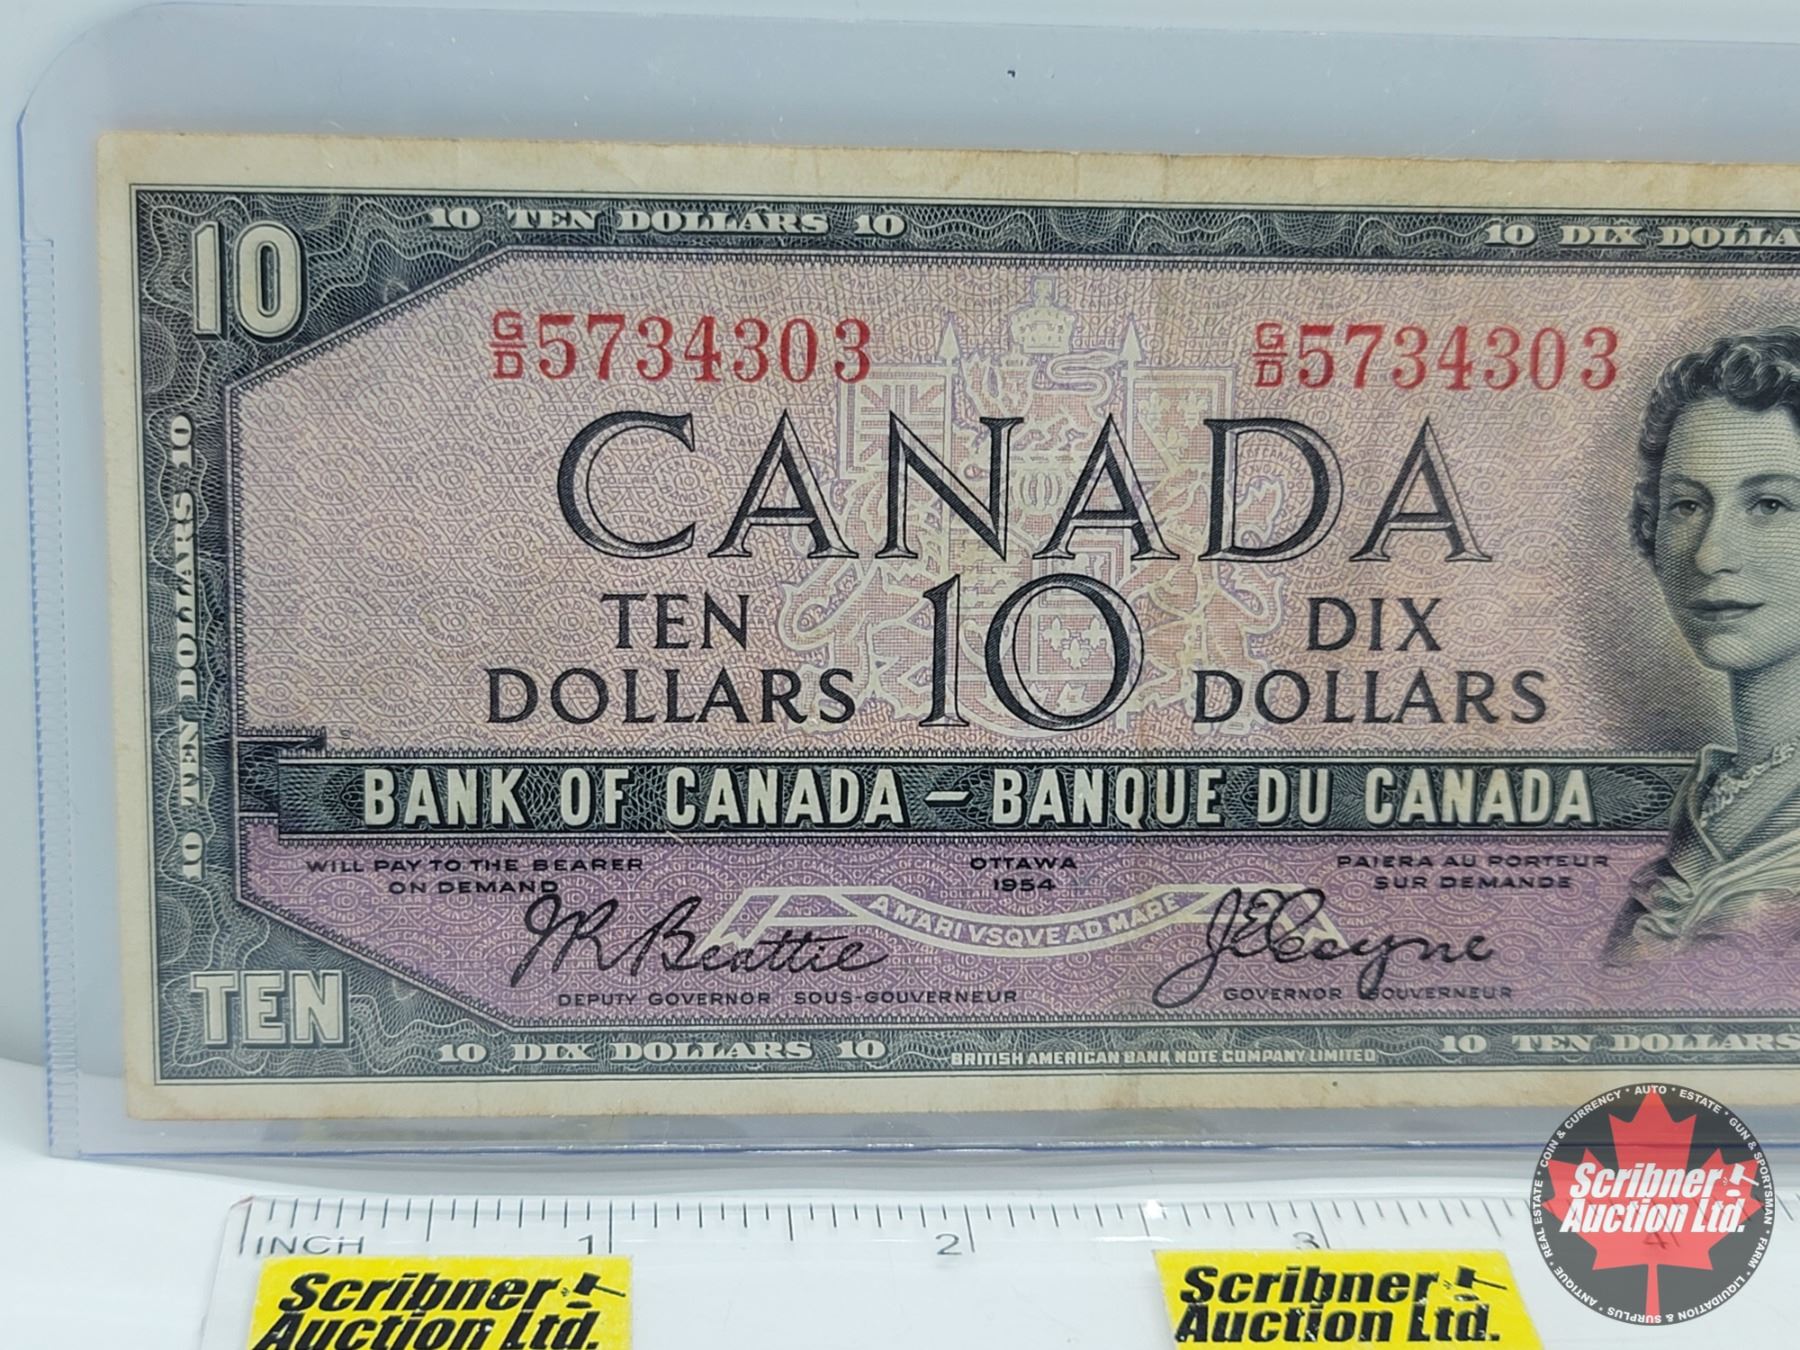 10 TEN DOLLARS 10
10 DIX DOLLA
10
G/D 5734303
G/D 5734303
10 TEN DOLLARS 10
CANADA
TEN DOLLARS
10
DIX DOLLARS
BANK OF CANADA – BANQUE DU CANADA
WILL PAY TO THE BEARER
ON DEMAND
OTTAWA
1954
PAIERA AU PORTEUR
SUR DEMANDE
A MARI VSQVE AD MARE
J R Beattie
J E Coyne
DEPUTY GOVERNOR SOUS-GOUVERNEUR
GOVERNOR GOUVERNEUR
TEN
10 DIX DOLLARS 10
BRITISH AMERICAN BANK NOTE COMPANY LIMITED
10 TEN DOLLARS
INCH 1 2 3 4
Scribner
Auction Ltd.
Scribner
Auction Ltd.
Scribner
Auction Ltd.
ANTIQUE • REAL ESTATE • COIN & CURRENCY • AUTO • ESTATE • GUN & SPORTSMAN • FARM • LIQUIDATION & SURPLUS •